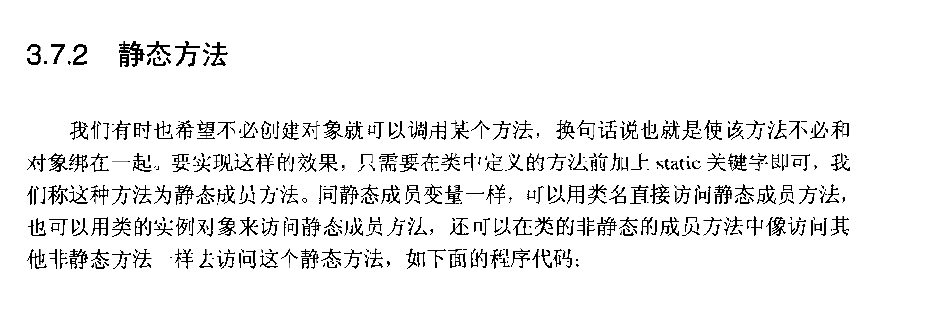 3.7.2 静态方法
我们有时也希望不必创建对象就可以调用某个方法，换句话说也就是使该方法不必和
对象绑在一起。要实现这样的效果，只需要在类中定义的方法前加上 static 关键字即可，我
们称这种方法为静态成员方法。同静态成员变量一样，可以用类名直接访问静态成员方法，
也可以用类的实例对象来访问静态成员方法，还可以在类的非静态的成员方法中像访问其
他非静态方法一样去访问这个静态方法，如下面的程序代码：